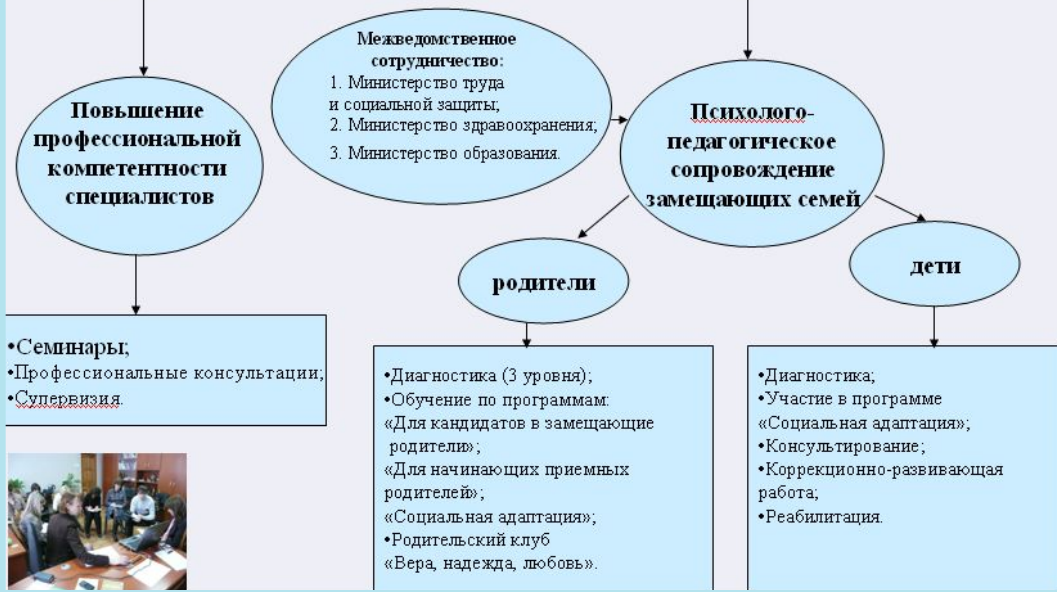 Межведомственное
сотрудничество:
1. Министерство труда
и социальной защиты;
2. Министерство здравоохранения;
3. Министерство образования.
Повышение
профессиональной
компетентности
специалистов
Психолого-
педагогическое
сопровождение
замещающих семей
родители
дети
•Семинары;
•Профессиональные консультации;
•Супервизия.
•Диагностика (3 уровня);
•Обучение по программам:
«Для кандидатов в замещающие
родители»;
«Для начинающих приемных
родителей»;
«Социальная адаптация»;
•Родительский клуб
«Вера, надежда, любовь».
•Диагностика;
•Участие в программе
«Социальная адаптация»;
•Консультирование;
•Коррекционно-развивающая
работа;
•Реабилитация.